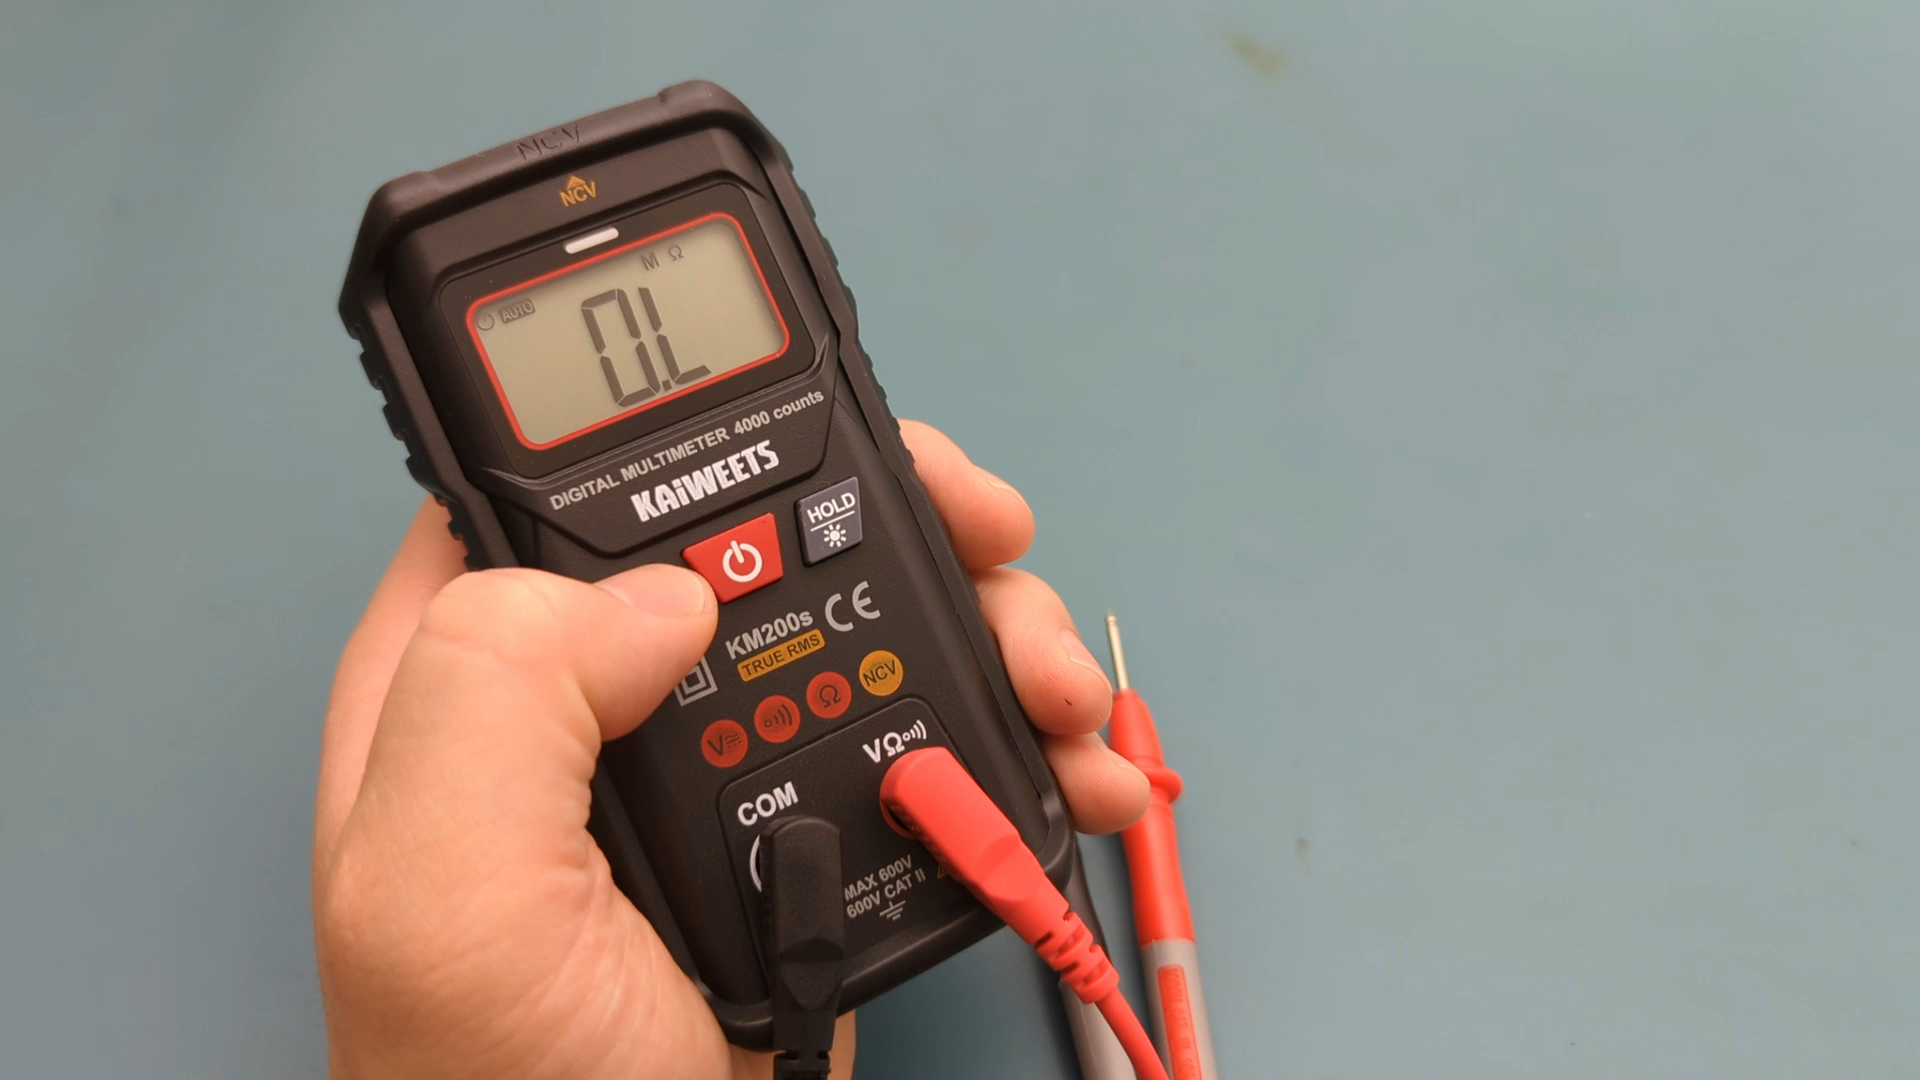 NCV
NCV
M Ω
AUTO
0.L
DIGITAL MULTIMETER 4000 counts
KAiWEETS
HOLD
KM200s CE
TRUE RMS
V Ω NCV
VΩ
COM
MAX 600V
600V CAT II